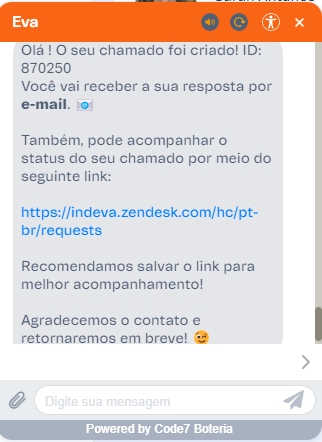 Eva
Olá ! O seu chamado foi criado! ID:
870250
Você vai receber a sua resposta por
e-mail. 📧
Também, pode acompanhar o
status do seu chamado por meio do
seguinte link:
https://indeva.zendesk.com/hc/pt-
br/requests
Recomendamos salvar o link para
melhor acompanhamento!
Agradecemos o contato e
retornaremos em breve! 😉
Digite sua mensagem
Powered by Code7 Boteria